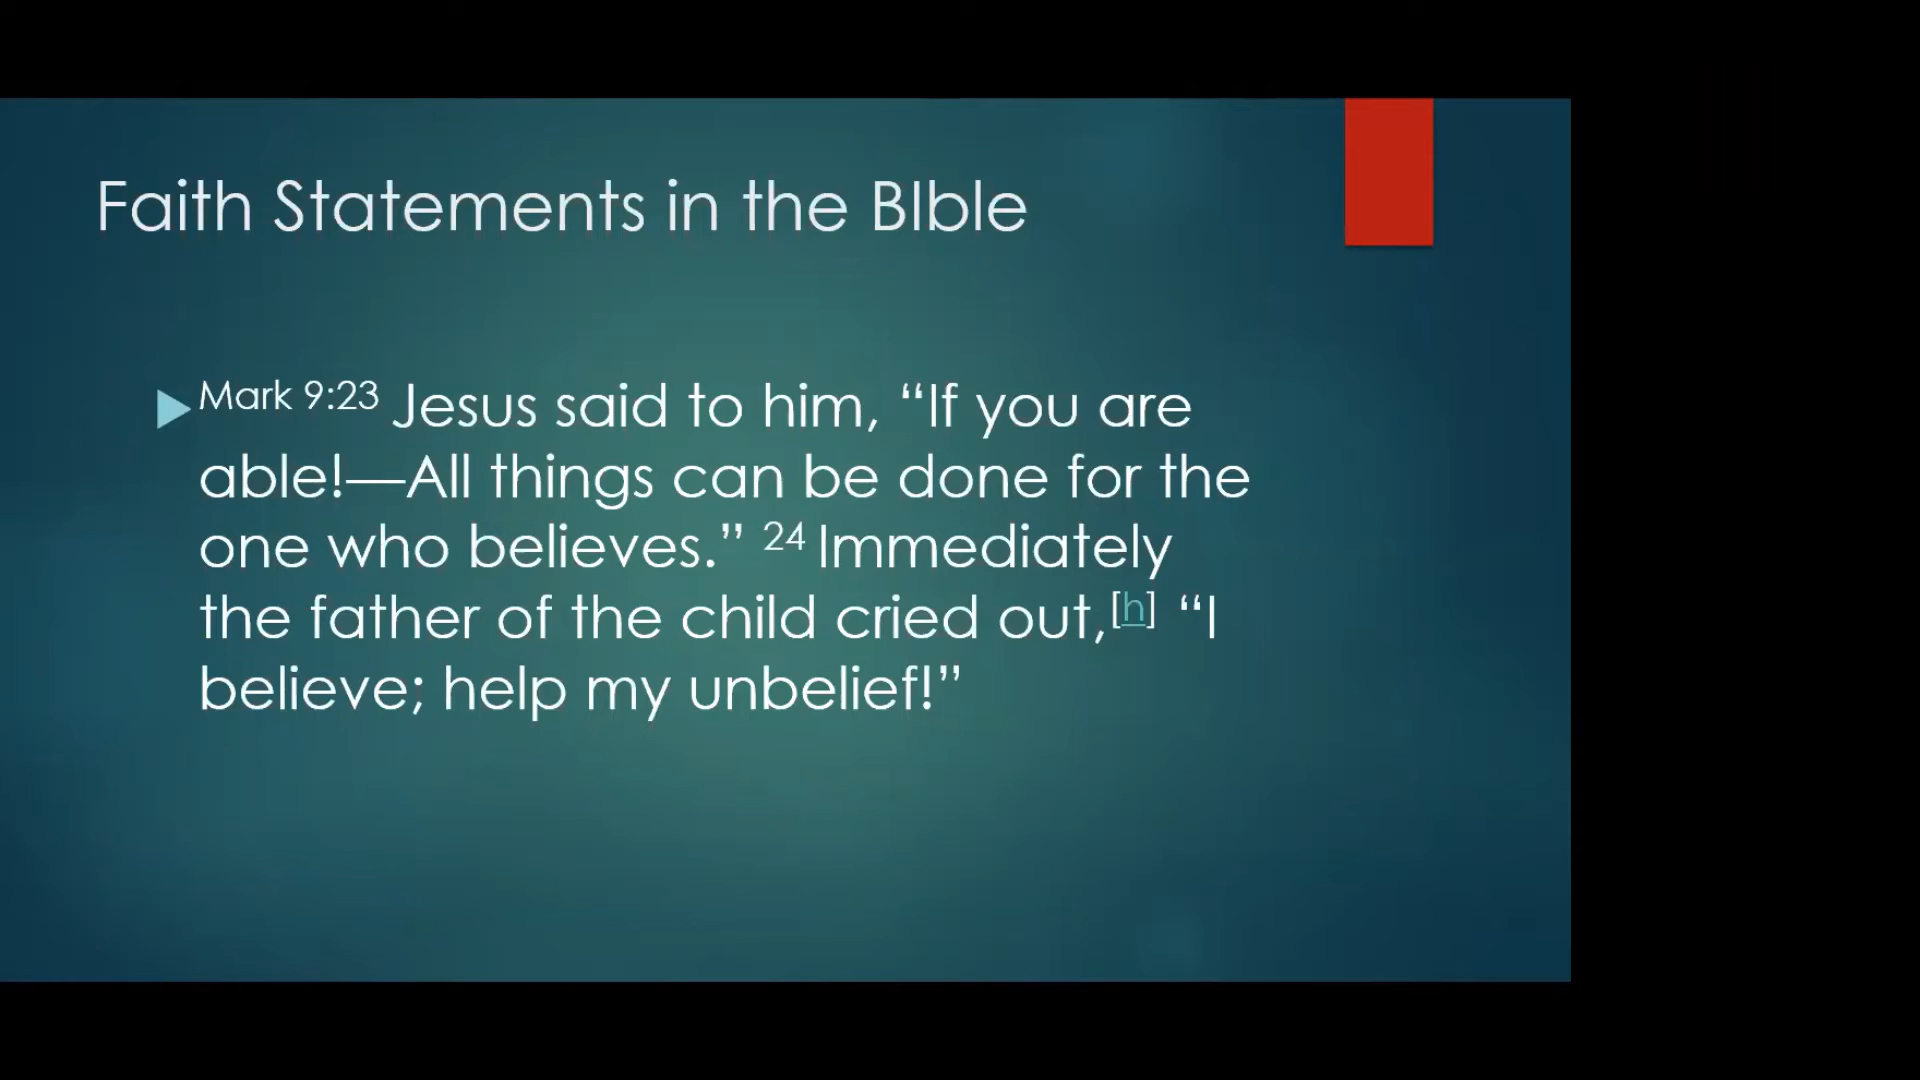 Faith Statements in the BIble
Mark 9:23 Jesus said to him, “If you are
able!—All things can be done for the
one who believes.” 24 Immediately
the father of the child cried out,[h] “I
believe; help my unbelief!”